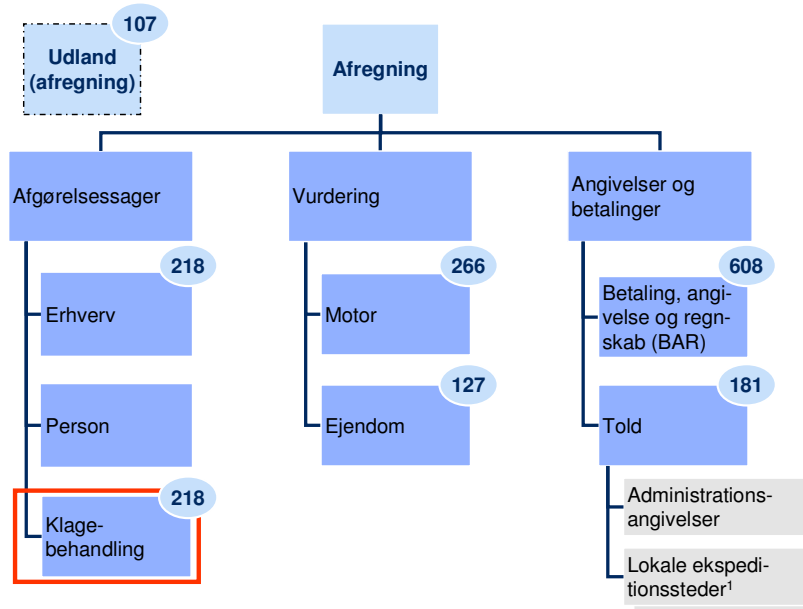 107
Udland
(afregning)
Afregning
Afgørelsessager
218
Erhverv
Person
218
Klage-
behandling
Vurdering
266
Motor
127
Ejendom
Angivelser og
betalinger
608
Betaling, angi-
velse og regn-
skab (BAR)
181
Told
Administrations-
angivelser
Lokale ekspedi-
tionssteder¹